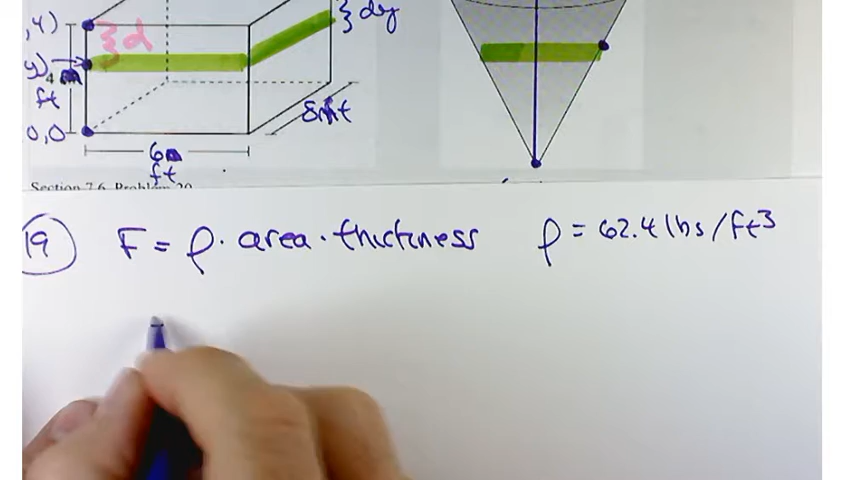 ,4)
d
} dy
y)
4
ft
0,0
8 ft
6
ft
Section 7.6, Problem 20
19 F = ρ · area · thickness ρ = 62.4 lbs/ft3